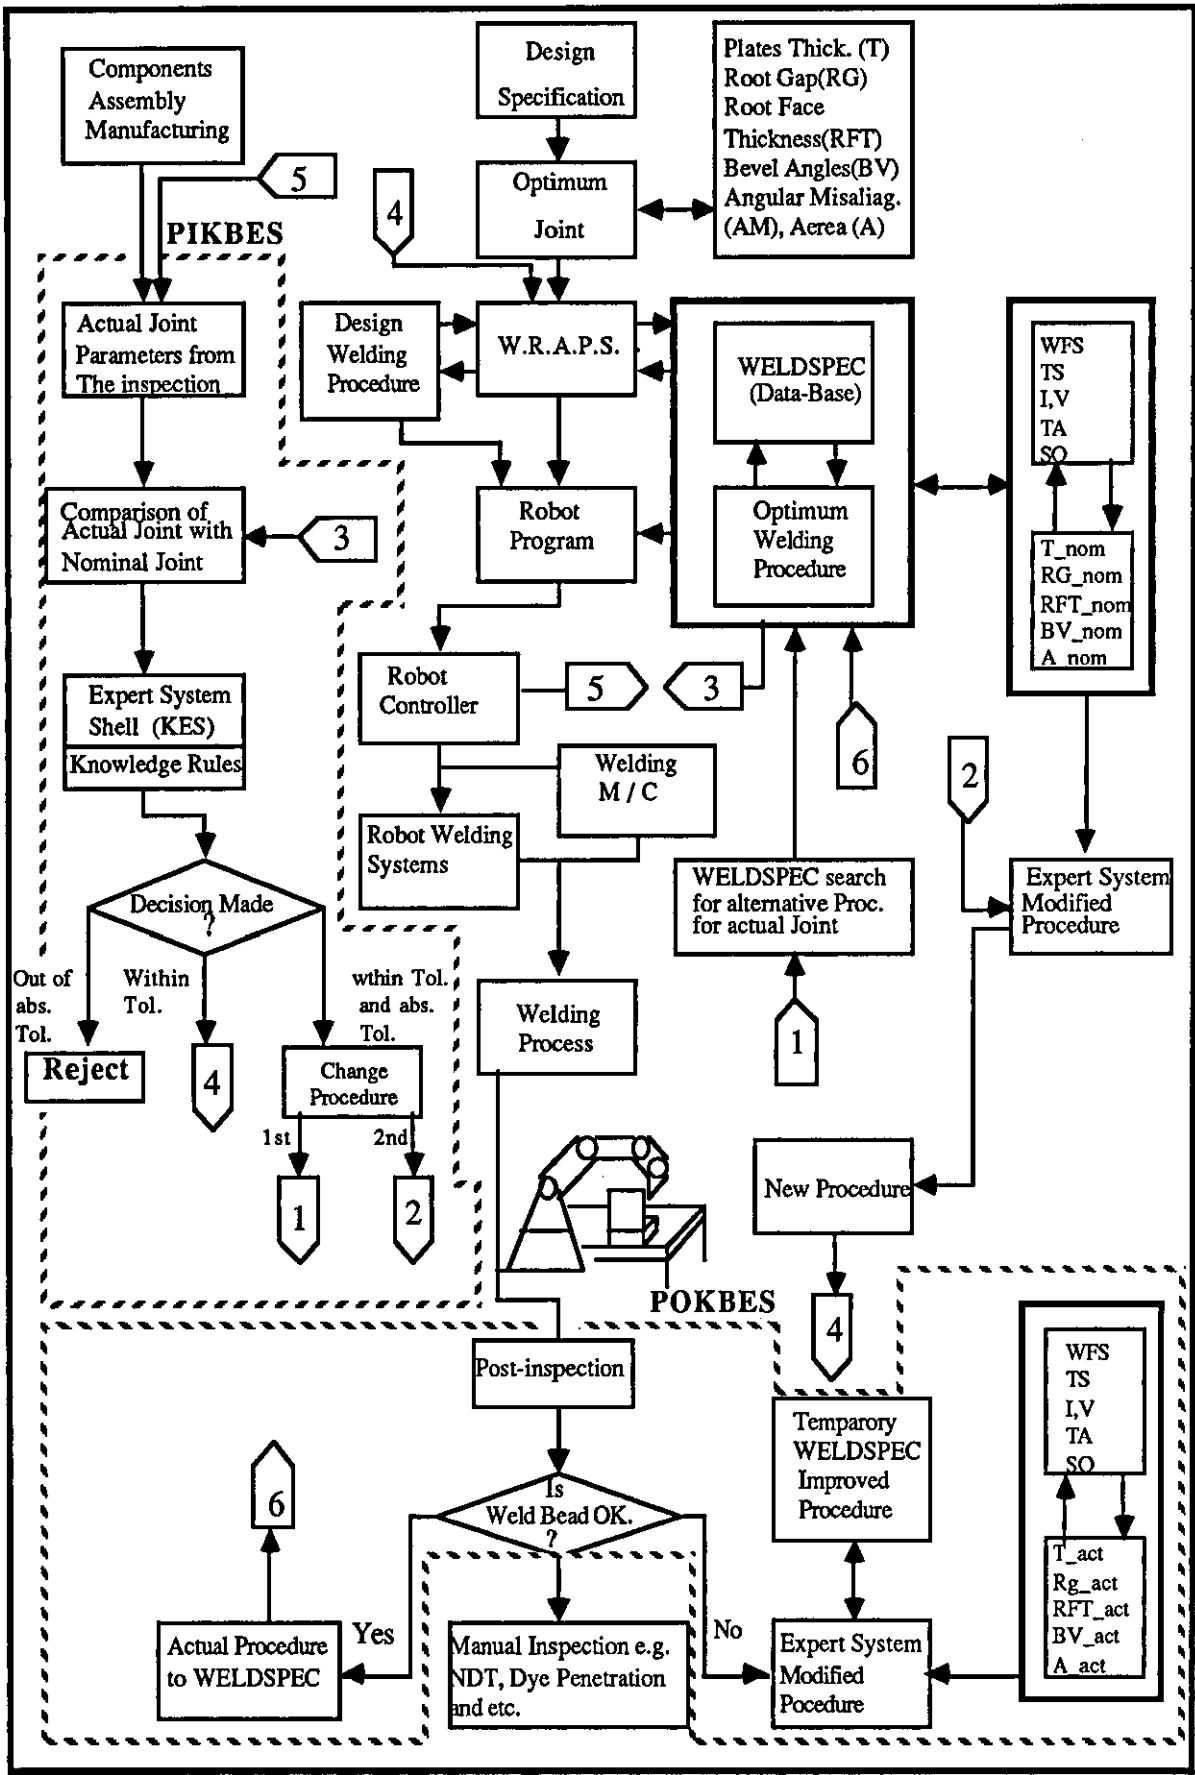 Components
Assembly
Manufacturing
Design
Specification
Plates Thick. (T)
Root Gap(RG)
Root Face
Thickness(RFT)
Bevel Angles(BV)
Angular Misaliag.
(AM), Aerea (A)
5
4
Optimum
Joint
PIKBES
Actual Joint
Parameters from
The inspection
Design
Welding
Procedure
W.R.A.P.S.
WELDSPEC
(Data-Base)
WFS
TS
I,V
TA
SO
Comparison of
Actual Joint with
Nominal Joint
3
Robot
Program
Optimum
Welding
Procedure
T_nom
RG_nom
RFT_nom
BV_nom
A_nom
Expert System
Shell (KES)
Knowledge Rules
Robot
Controller
5
3
6
2
Welding
M / C
Robot Welding
Systems
WELDSPEC search
for alternative Proc.
for actual Joint
Expert System
Modified
Procedure
Decision Made
?
Out of
abs.
Tol.
Within
Tol.
wthin Tol.
and abs.
Tol.
Reject
4
Change
Procedure
1st
2nd
1
2
Welding
Process
1
New Procedure
4
POKBES
Post-inspection
Temparory
WELDSPEC
Improved
Procedure
WFS
TS
I,V
TA
SO
6
Is
Weld Bead OK.
?
T_act
Rg_act
RFT_act
BV_act
A_act
Actual Procedure
to WELDSPEC
Yes
Manual Inspection e.g.
NDT, Dye Penetration
and etc.
No
Expert System
Modified
Pocedure